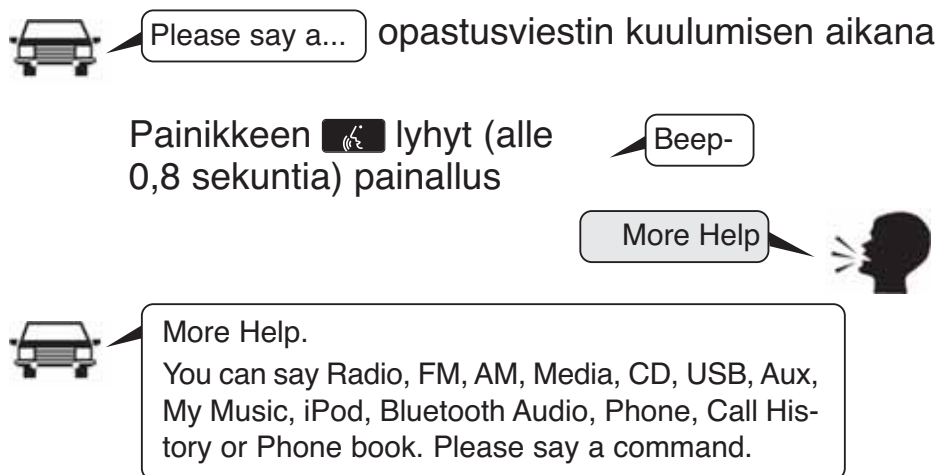 Please say a... opastusviestin kuulumisen aikana
Painikkeen lyhyt (alle
0,8 sekuntia) painallus
Beep-
More Help
More Help.
You can say Radio, FM, AM, Media, CD, USB, Aux,
My Music, iPod, Bluetooth Audio, Phone, Call His-
tory or Phone book. Please say a command.